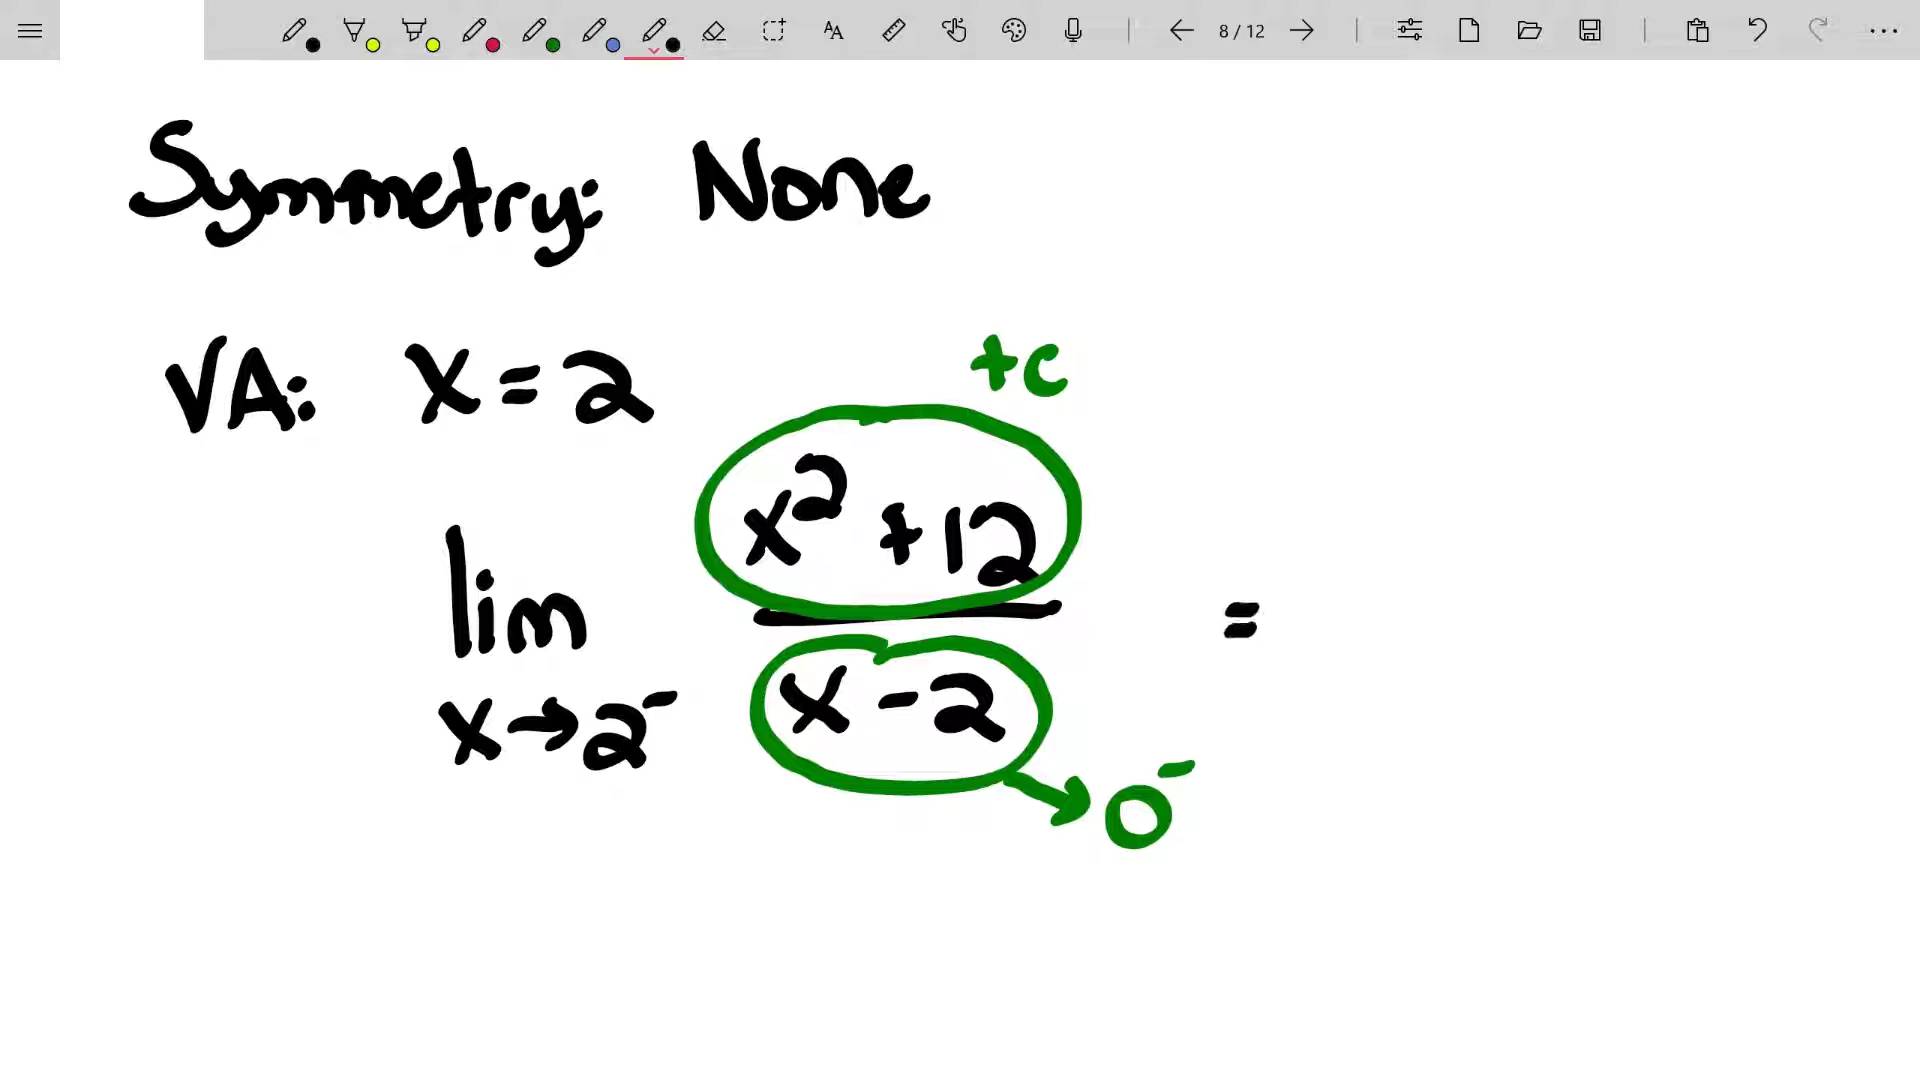 8 / 12
Symmetry: None
VA: x = 2
+c
x² + 12
lim =
x → 2⁻ x - 2
0⁻